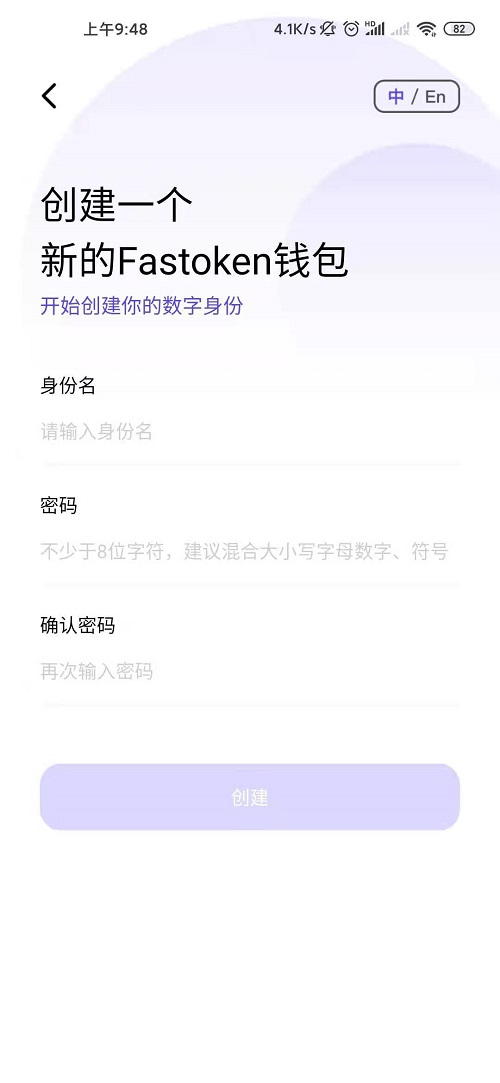 上午9:48
4.1K/s
HD
82
中 / En
创建一个
新的Fastoken钱包
开始创建你的数字身份
身份名
请输入身份名
密码
不少于8位字符，建议混合大小写字母数字、符号
确认密码
再次输入密码
创建